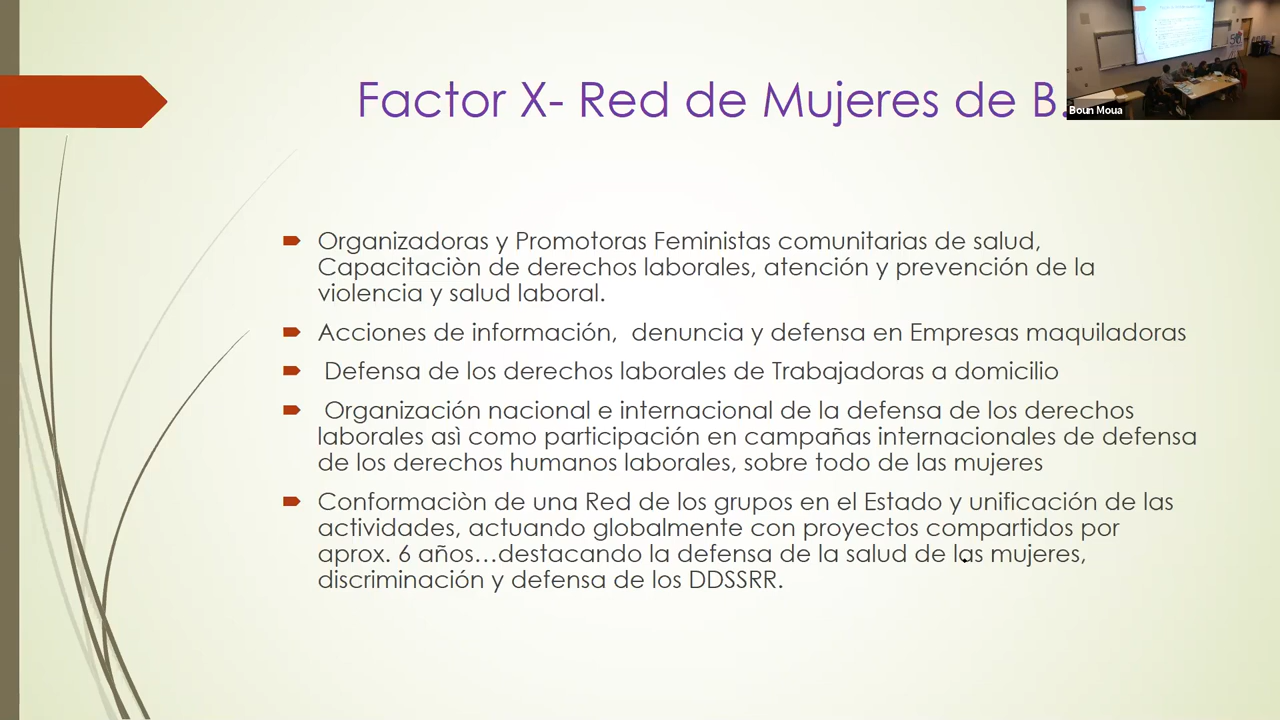 Factor X- Red de Mujeres de B.
Boun Moua
Organizadoras y Promotoras Feministas comunitarias de salud,
Capacitaciòn de derechos laborales, atención y prevención de la
violencia y salud laboral.
Acciones de información,  denuncia y defensa en Empresas maquiladoras
Defensa de los derechos laborales de Trabajadoras a domicilio
Organización nacional e internacional de la defensa de los derechos
laborales asì como participación en campañas internacionales de defensa
de los derechos humanos laborales, sobre todo de las mujeres
Conformaciòn de una Red de los grupos en el Estado y unificación de las
actividades, actuando globalmente con proyectos compartidos por
aprox. 6 años...destacando la defensa de la salud de las mujeres,
discriminación y defensa de los DDSSRR.